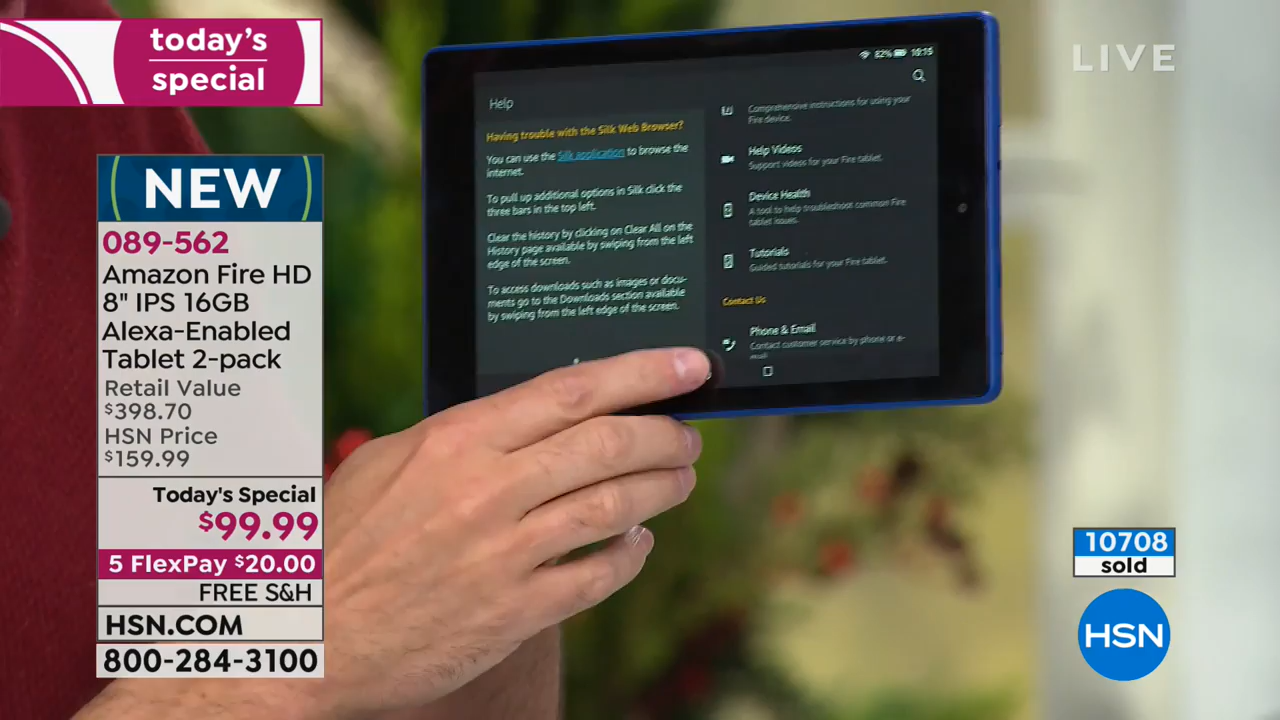 today's
special
LIVE
NEW
089-562
Amazon Fire HD
8" IPS 16GB
Alexa-Enabled
Tablet 2-pack
Retail Value
$398.70
HSN Price
$159.99
Today's Special
$99.99
5 FlexPay $20.00
FREE S&H
HSN.COM
800-284-3100
82% 10:15
Help
Having trouble with the Silk Web Browser?
You can use the Silk application to browse the
internet.
To pull up additional options in Silk click the
three bars in the top left.
Clear the history by clicking on Clear All on the
History page available by swiping from the left
edge of the screen.
To access downloads such as images or docu-
ments go to the Downloads section available
by swiping from the left edge of the screen.
Comprehensive instructions for using your
Fire device.
Help Videos
Support videos for your Fire tablet.
Device Health
A tool to help troubleshoot common Fire
tablet issues.
Tutorials
Guided tutorials for your Fire tablet.
Contact Us
Phone & Email
Contact customer service by phone or e-
mail.
10708
sold
HSN